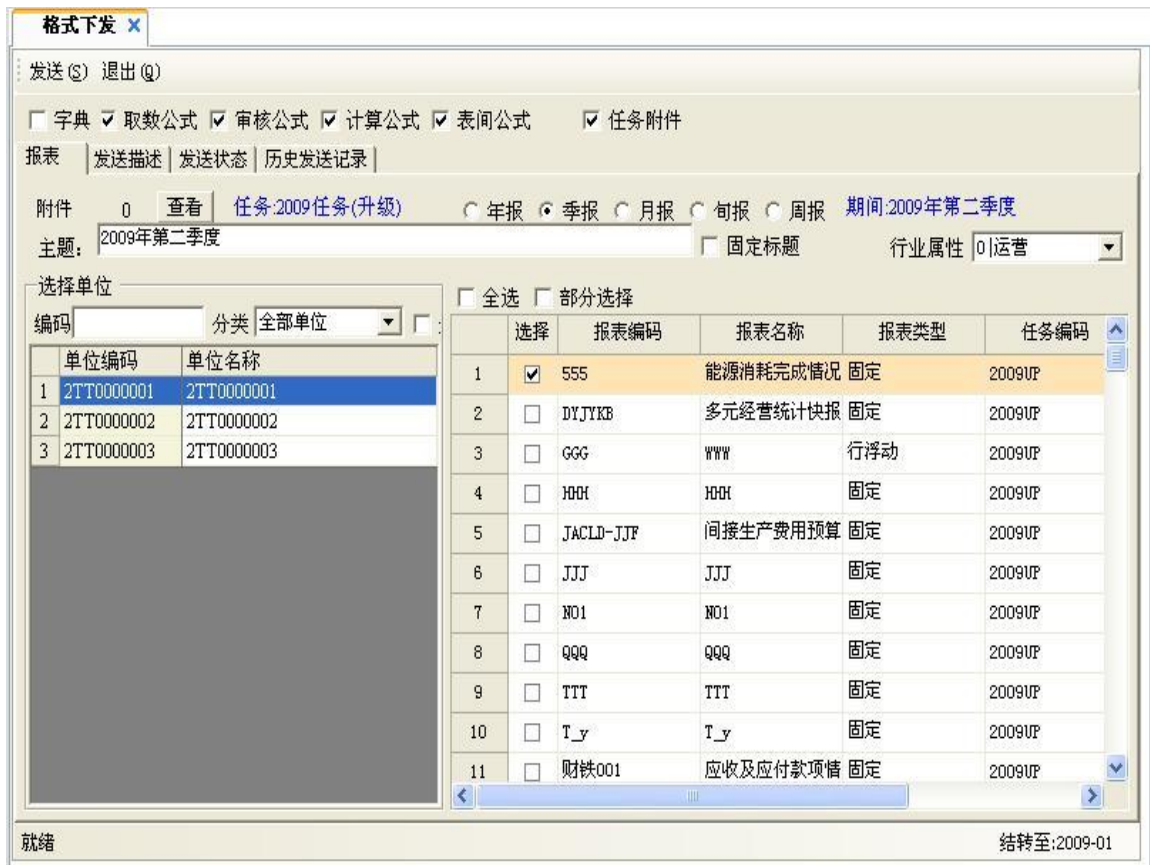 格式下发
发送(S) 退出(Q)
字典 取数公式 审核公式 计算公式 表间公式 任务附件
报表 发送描述 发送状态 历史发送记录
附件 0 查看 任务:2009任务(升级) 年报 季报 月报 旬报 周报 期间:2009年第二季度
主题: 2009年第二季度 固定标题 行业属性 0|运营
选择单位
全选 部分选择
编码 分类 全部单位
单位编码 单位名称
1 2TT0000001 2TT0000001
2 2TT0000002 2TT0000002
3 2TT0000003 2TT0000003
选择 报表编码 报表名称 报表类型 任务编码
1 555 能源消耗完成情况 固定 2009UP
2 DYJYKB 多元经营统计快报 固定 2009UP
3 GGG WWW 行浮动 2009UP
4 HHH HHH 固定 2009UP
5 JACLD-JJF 间接生产费用预算 固定 2009UP
6 JJJ JJJ 固定 2009UP
7 NO1 NO1 固定 2009UP
8 QQQ QQQ 固定 2009UP
9 TTT TTT 固定 2009UP
10 T_y T_y 固定 2009UP
11 财铁001 应收及应付款项情 固定 2009UP
就绪 结转至:2009-01